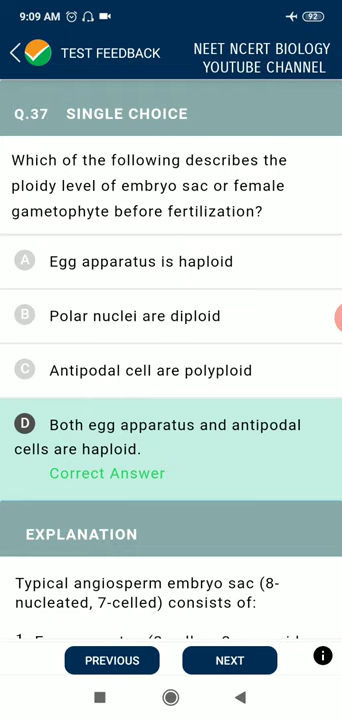 9:09 AM
92
TEST FEEDBACK
NEET NCERT BIOLOGY
YOUTUBE CHANNEL
Q.37 SINGLE CHOICE
Which of the following describes the
ploidy level of embryo sac or female
gametophyte before fertilization?
A Egg apparatus is haploid
B Polar nuclei are diploid
C Antipodal cell are polyploid
D Both egg apparatus and antipodal
cells are haploid.
Correct Answer
EXPLANATION
Typical angiosperm embryo sac (8-
nucleated, 7-celled) consists of:
PREVIOUS
NEXT
i